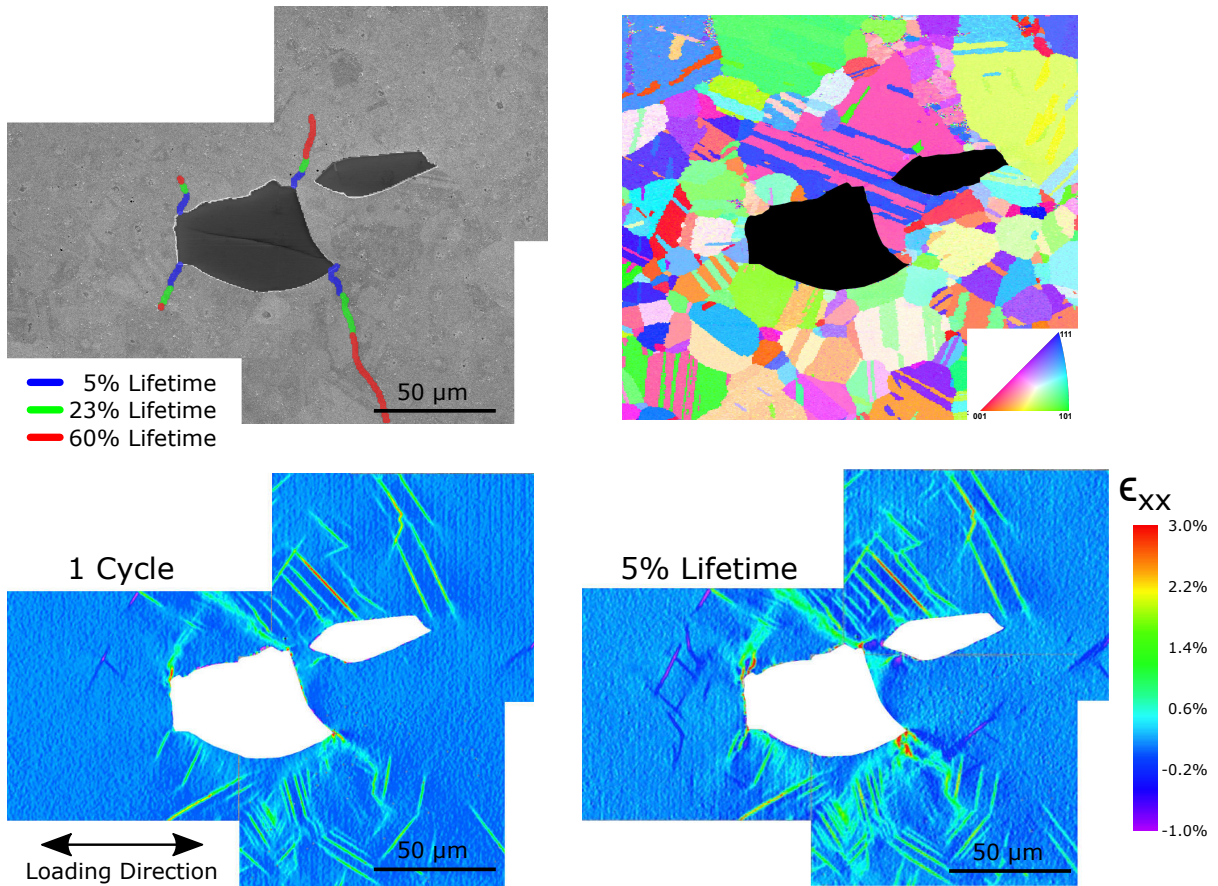 5% Lifetime
23% Lifetime
60% Lifetime
50 µm
111
001
101
1 Cycle
50 µm
Loading Direction
5% Lifetime
50 µm
ϵxx
3.0%
2.2%
1.4%
0.6%
-0.2%
-1.0%